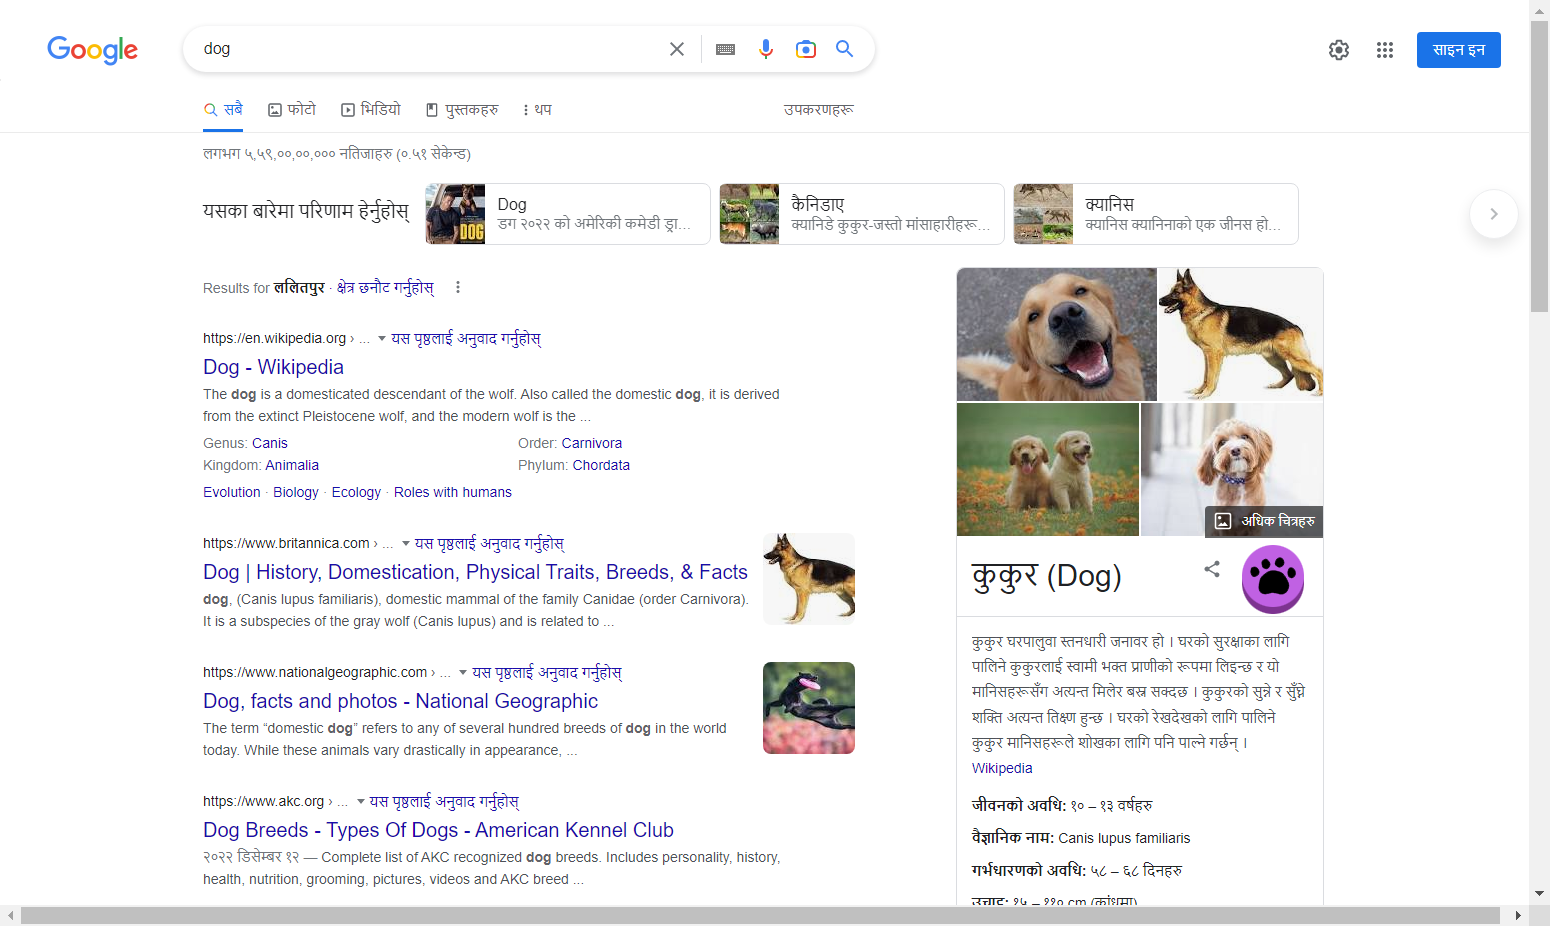 Google
dog
साइन इन
सबै
फोटो
भिडियो
पुस्तकहरु
थप
उपकरणहरू
लगभग ५,५९,००,००,००० नतिजाहरु (०.५१ सेकेन्ड)
यसका बारेमा परिणाम हेर्नुहोस्
DOG
Dog
डग २०२२ को अमेरिकी कमेडी ड्रा...
कैनिडाए
क्यानिडे कुकुर-जस्तो मांसाहारीहरू...
क्यानिस
क्यानिस क्यानिनाको एक जीनस हो...
Results for ललितपुर · क्षेत्र छनौट गर्नुहोस्
https://en.wikipedia.org › ... यस पृष्ठलाई अनुवाद गर्नुहोस्
Dog - Wikipedia
The dog is a domesticated descendant of the wolf. Also called the domestic dog, it is derived
from the extinct Pleistocene wolf, and the modern wolf is the ...
Genus: Canis
Order: Carnivora
Kingdom: Animalia
Phylum: Chordata
Evolution · Biology · Ecology · Roles with humans
https://www.britannica.com › ... यस पृष्ठलाई अनुवाद गर्नुहोस्
Dog | History, Domestication, Physical Traits, Breeds, & Facts
dog, (Canis lupus familiaris), domestic mammal of the family Canidae (order Carnivora).
It is a subspecies of the gray wolf (Canis lupus) and is related to ...
https://www.nationalgeographic.com › ... यस पृष्ठलाई अनुवाद गर्नुहोस्
Dog, facts and photos - National Geographic
The term “domestic dog” refers to any of several hundred breeds of dog in the world
today. While these animals vary drastically in appearance, ...
https://www.akc.org › ... यस पृष्ठलाई अनुवाद गर्नुहोस्
Dog Breeds - Types Of Dogs - American Kennel Club
२०२२ डिसेम्बर १२ — Complete list of AKC recognized dog breeds. Includes personality, history,
health, nutrition, grooming, pictures, videos and AKC breed ...
अधिक चित्रहरु
कुकुर (Dog)
कुकुर घरपालुवा स्तनधारी जनावर हो । घरको सुरक्षाका लागि
पालिने कुकुरलाई स्वामी भक्त प्राणीको रूपमा लिइन्छ र यो
मानिसहरूसँग अत्यन्त मिलेर बस्न सक्दछ । कुकुरको सुन्ने र सुँघ्ने
शक्ति अत्यन्त तिक्ष्ण हुन्छ । घरको रेखदेखको लागि पालिने
कुकुर मानिसहरूले शोखका लागि पनि पाल्ने गर्छन् ।
Wikipedia
जीवनको अवधि: १० – १३ वर्षहरु
वैज्ञानिक नाम: Canis lupus familiaris
गर्भधारणको अवधि: ५८ – ६८ दिनहरु
उचाइ: १५ – ११० cm (कांधमा)